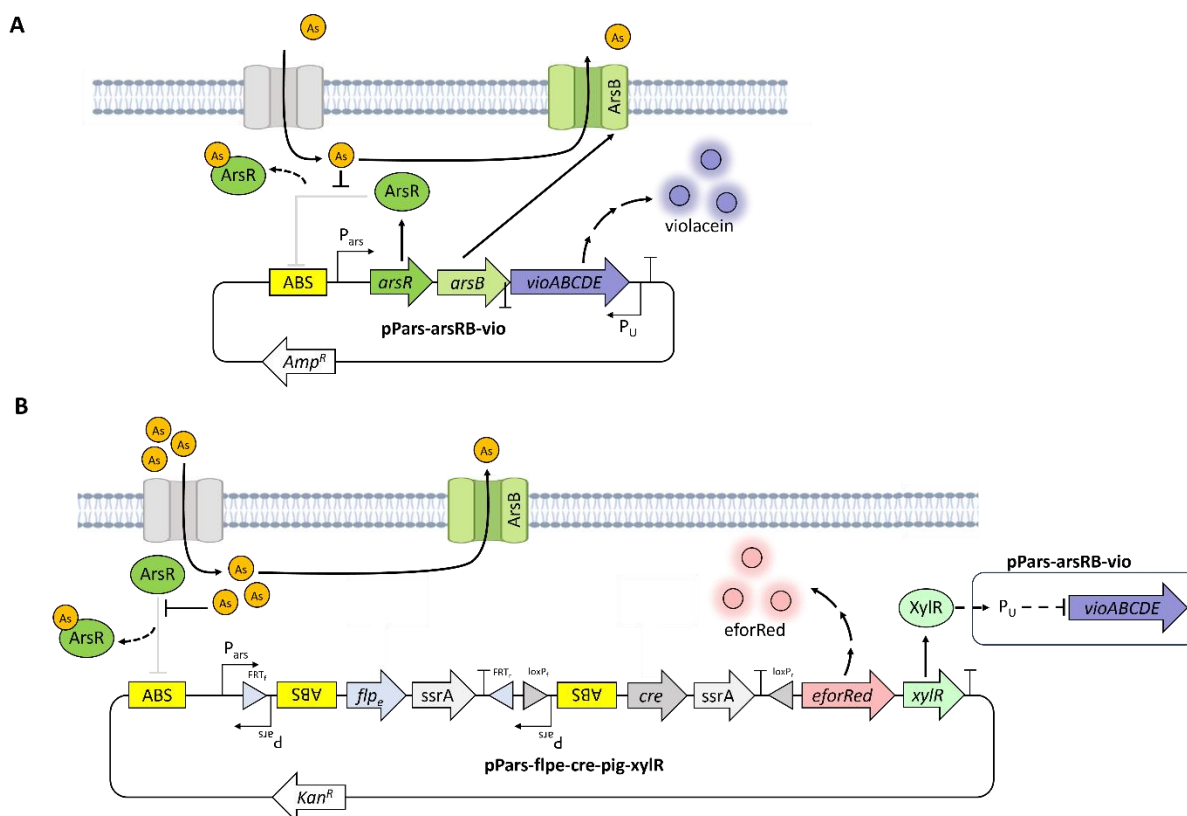 A
As
As
ArsB
As
As
ArsR
ArsR
violacein
Pars
ABS
arsR
arsB
vioABCDE
pPars-arsRB-vio
PU
AmpR
B
As
As
As
As
ArsB
ArsR
As
As
As
As
ArsR
eforRed
pPars-arsRB-vio
XylR
PU
vioABCDE
Pars
FRTf
FRTr
loxPf
loxPr
ABS
ABS
flpe
ssrA
ABS
cre
ssrA
eforRed
xylR
Pars
Pars
pPars-flpe-cre-pig-xylR
KanR